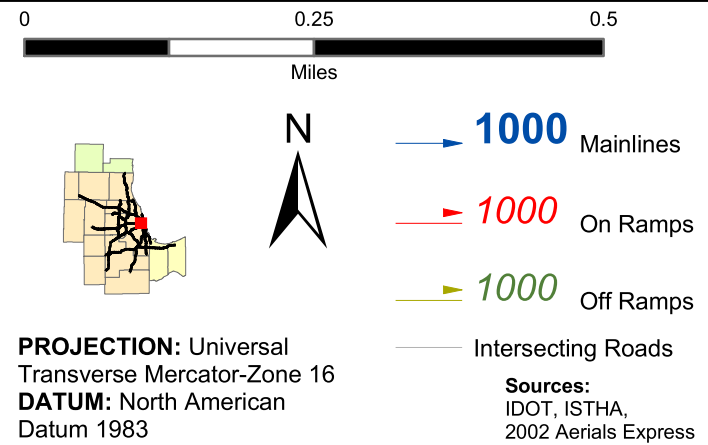 0 0.25 0.5
Miles
N
1000 Mainlines
1000 On Ramps
1000 Off Ramps
Intersecting Roads
PROJECTION: Universal
Transverse Mercator-Zone 16
DATUM: North American
Datum 1983
Sources:
IDOT, ISTHA,
2002 Aerials Express